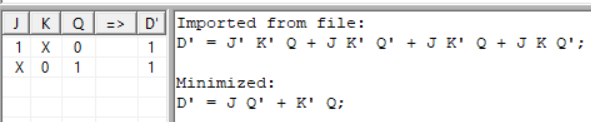 J K Q => D'
1 X 0 1
X 0 1 1
Imported from file:
D' = J' K' Q + J K' Q' + J K' Q + J K Q';
Minimized:
D' = J Q' + K' Q;